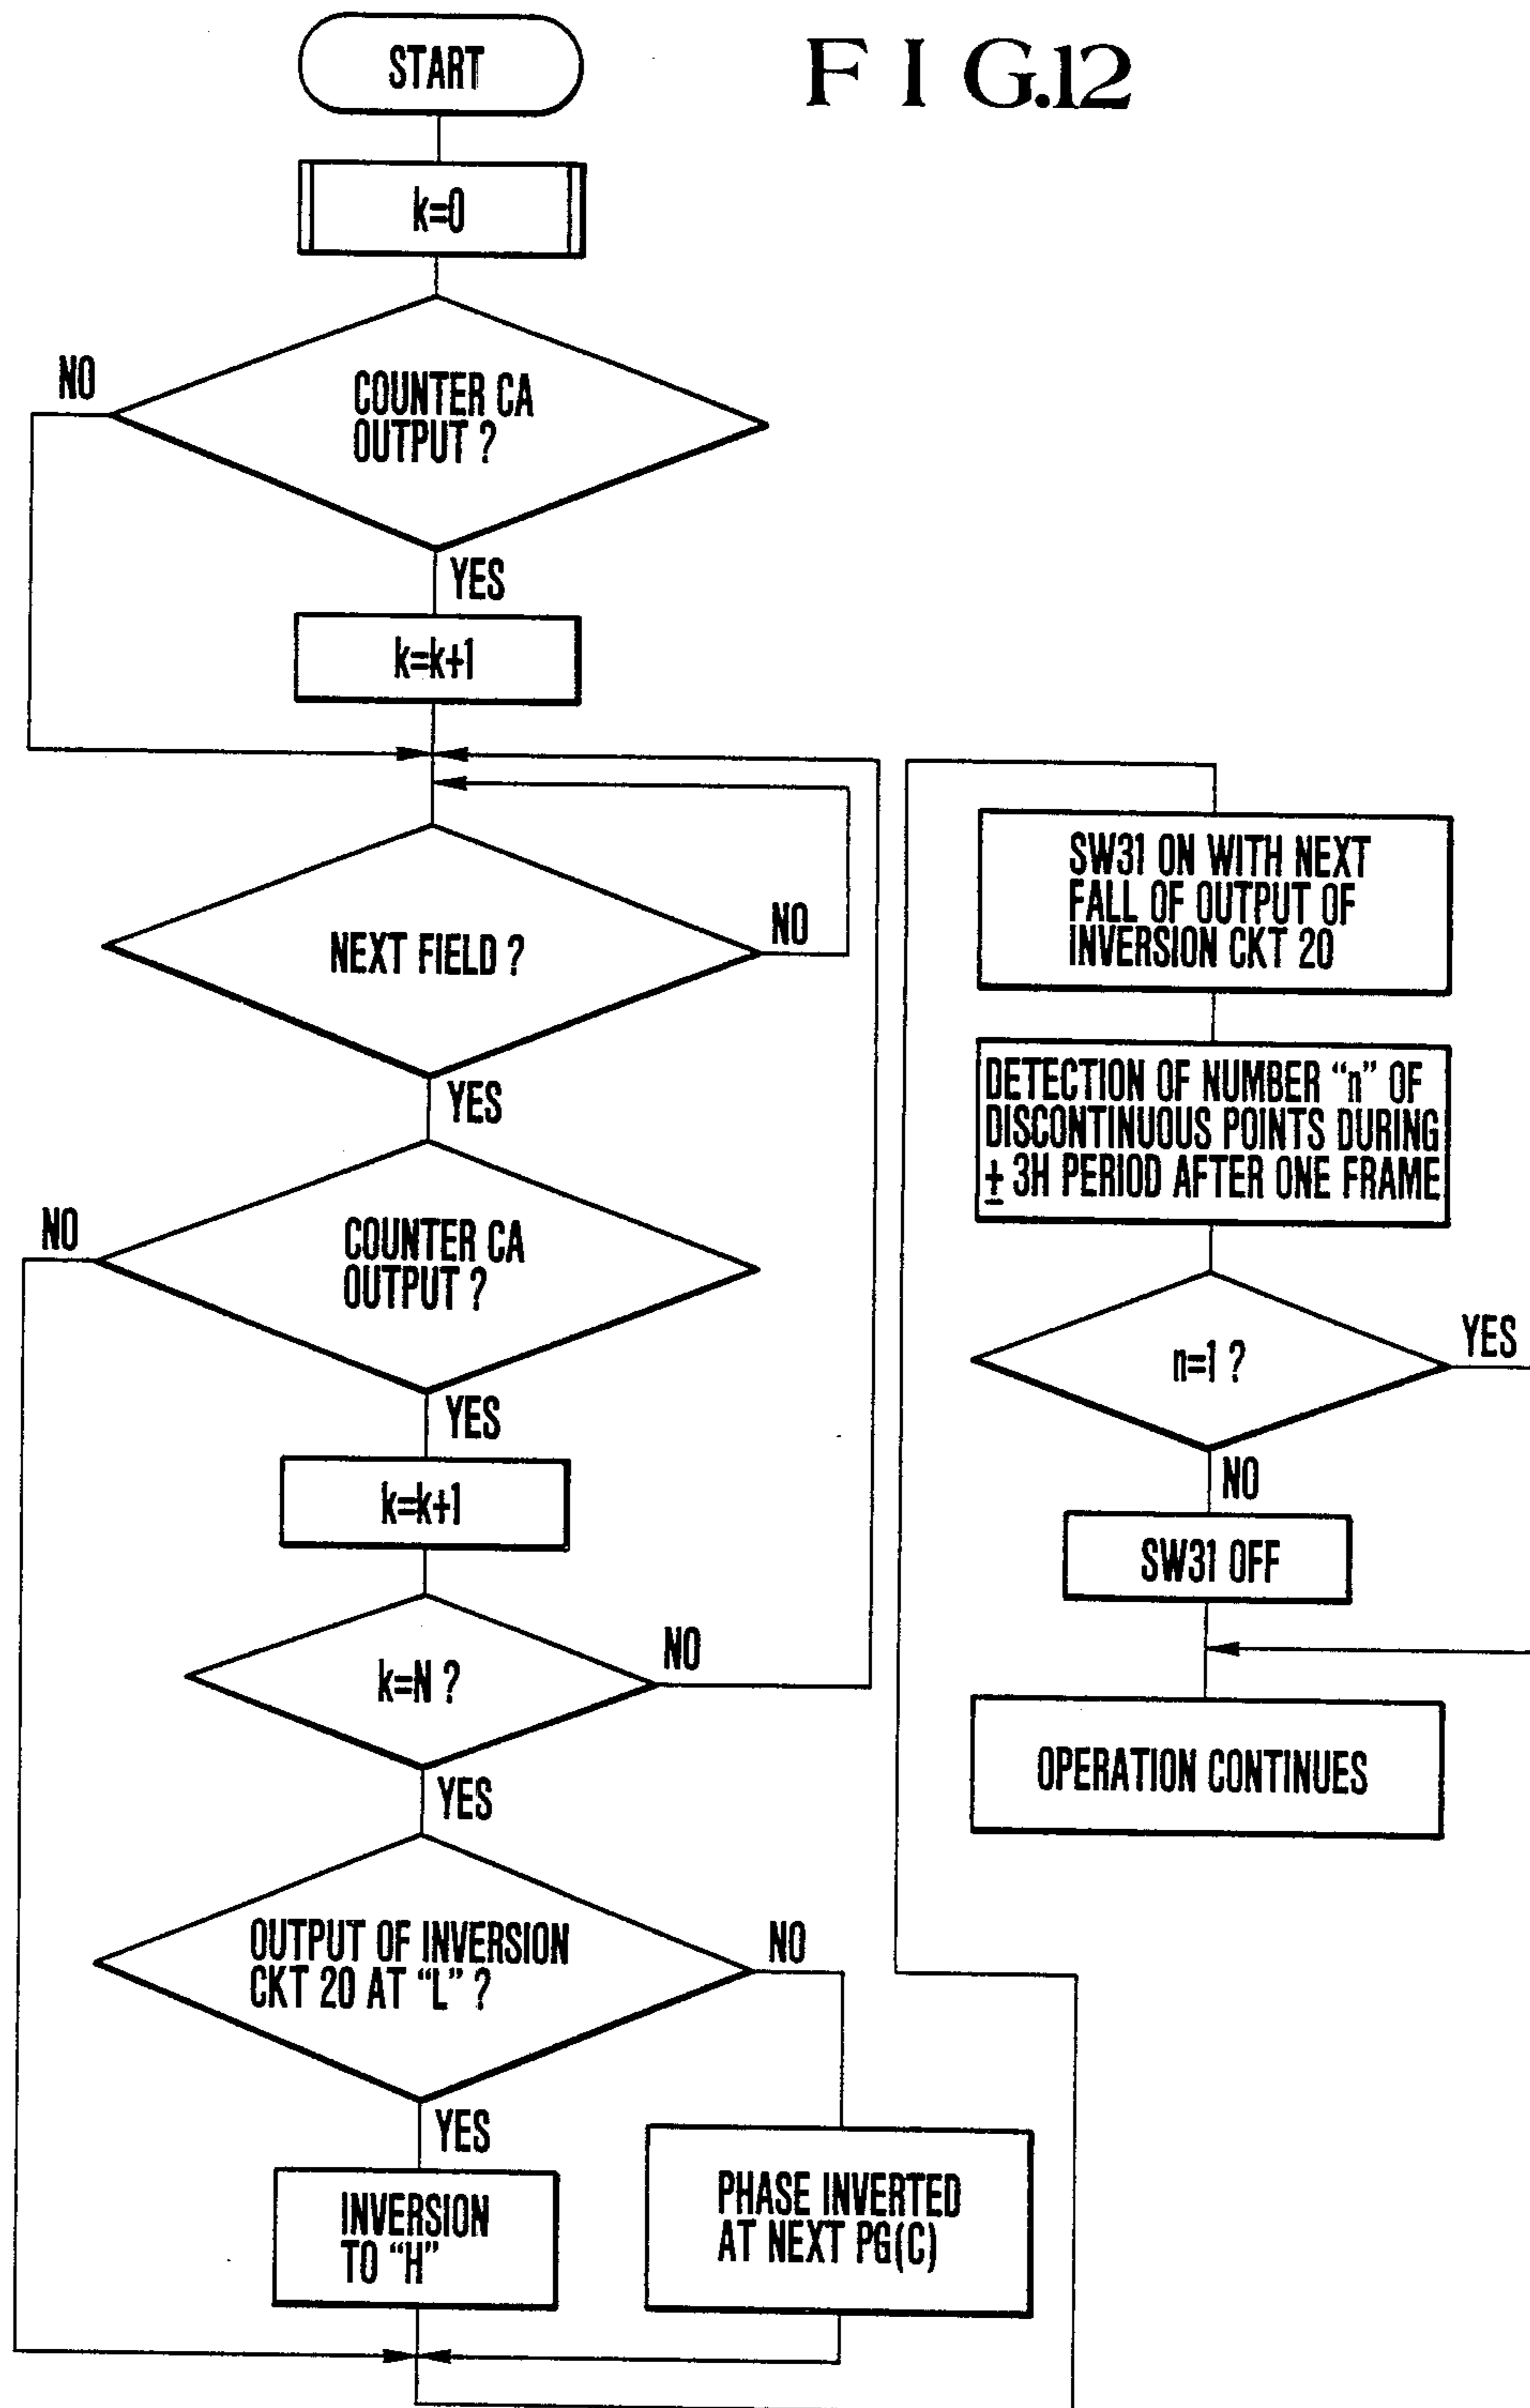 FIG.12
START
k=0
COUNTER CA
OUTPUT ?
NO
YES
k=k+1
NEXT FIELD ?
NO
YES
COUNTER CA
OUTPUT ?
NO
YES
k=k+1
k=N ?
NO
YES
OUTPUT OF INVERSION
CKT 20 AT “L” ?
NO
YES
INVERSION
TO “H”
PHASE INVERTED
AT NEXT PG(C)
SW31 ON WITH NEXT
FALL OF OUTPUT OF
INVERSION CKT 20
DETECTION OF NUMBER “n” OF
DISCONTINUOUS POINTS DURING
± 3H PERIOD AFTER ONE FRAME
n=1 ?
YES
NO
SW31 OFF
OPERATION CONTINUES